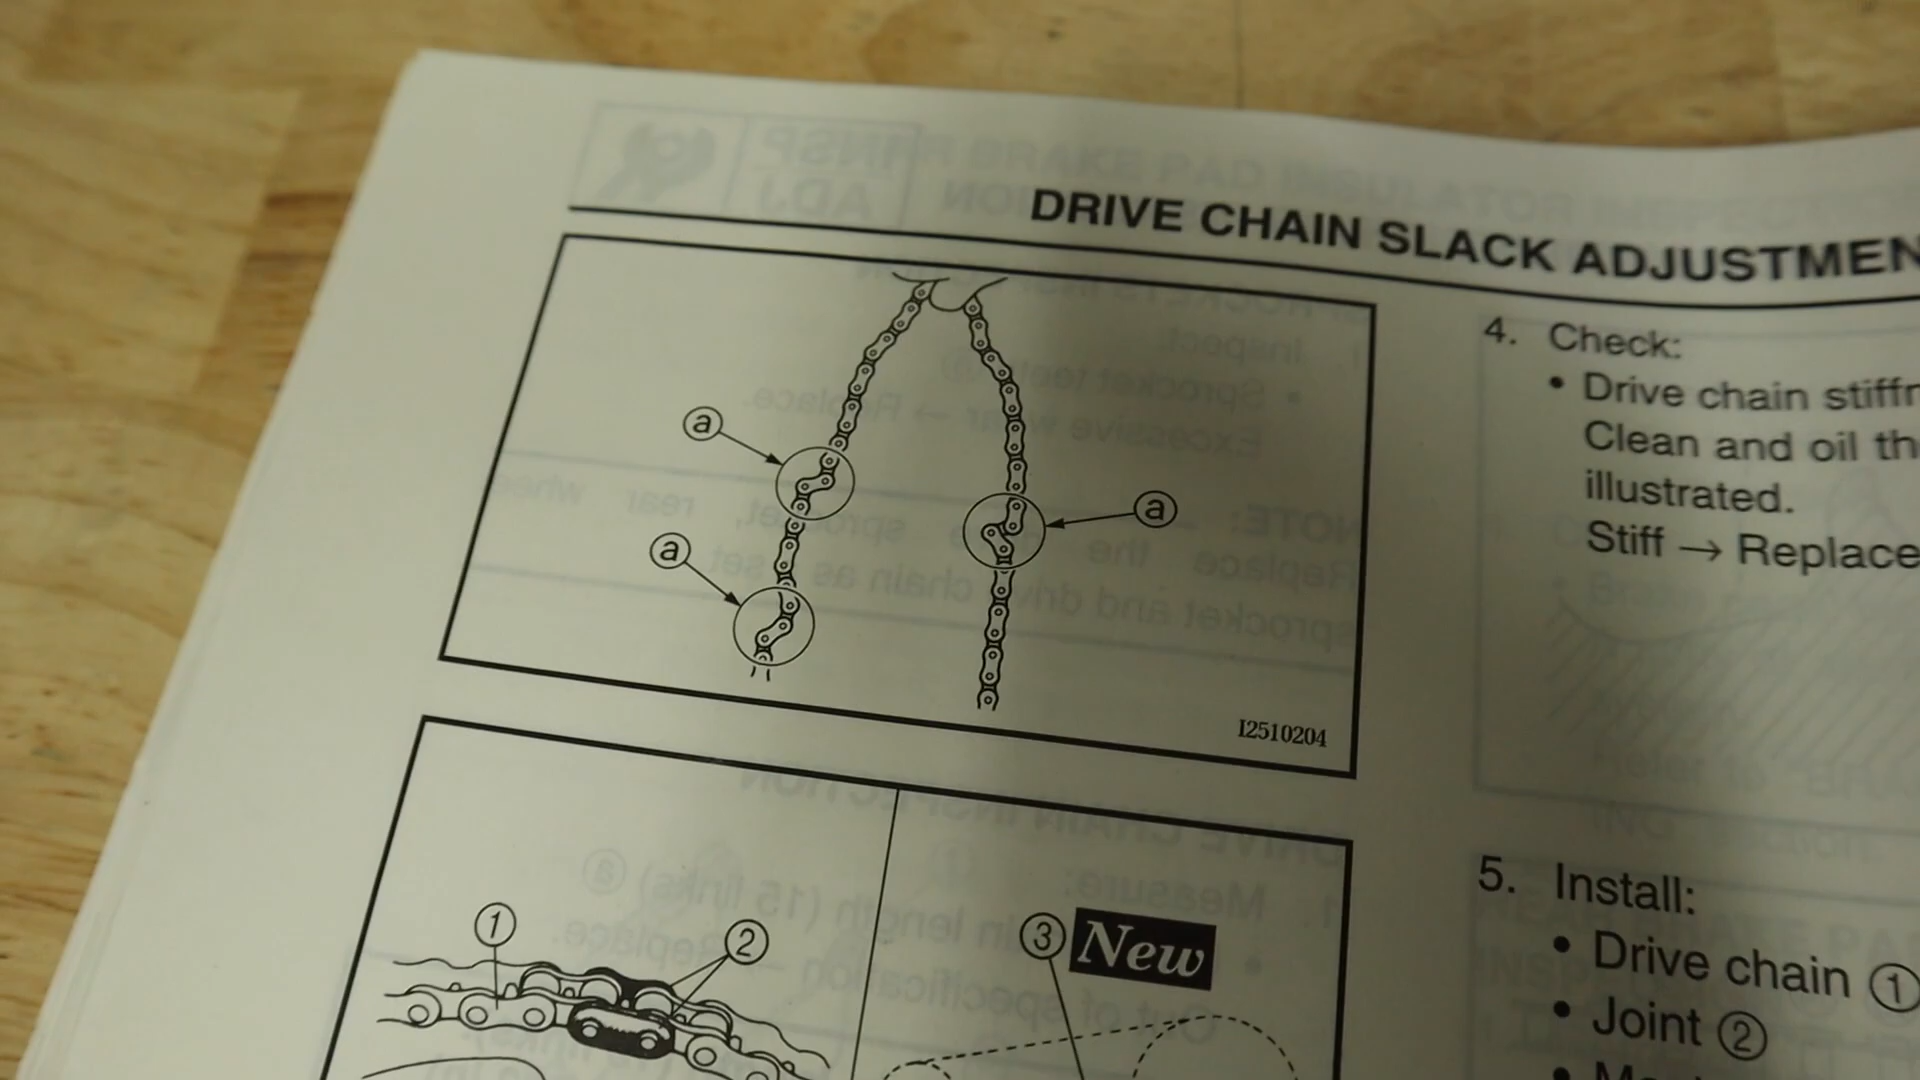 DRIVE CHAIN SLACK ADJUSTMEN
a
a
a
I2510204
4. Check:
• Drive chain stiffn
Clean and oil th
illustrated.
Stiff → Replace
1
2
3 New
5. Install:
• Drive chain ①
• Joint ②